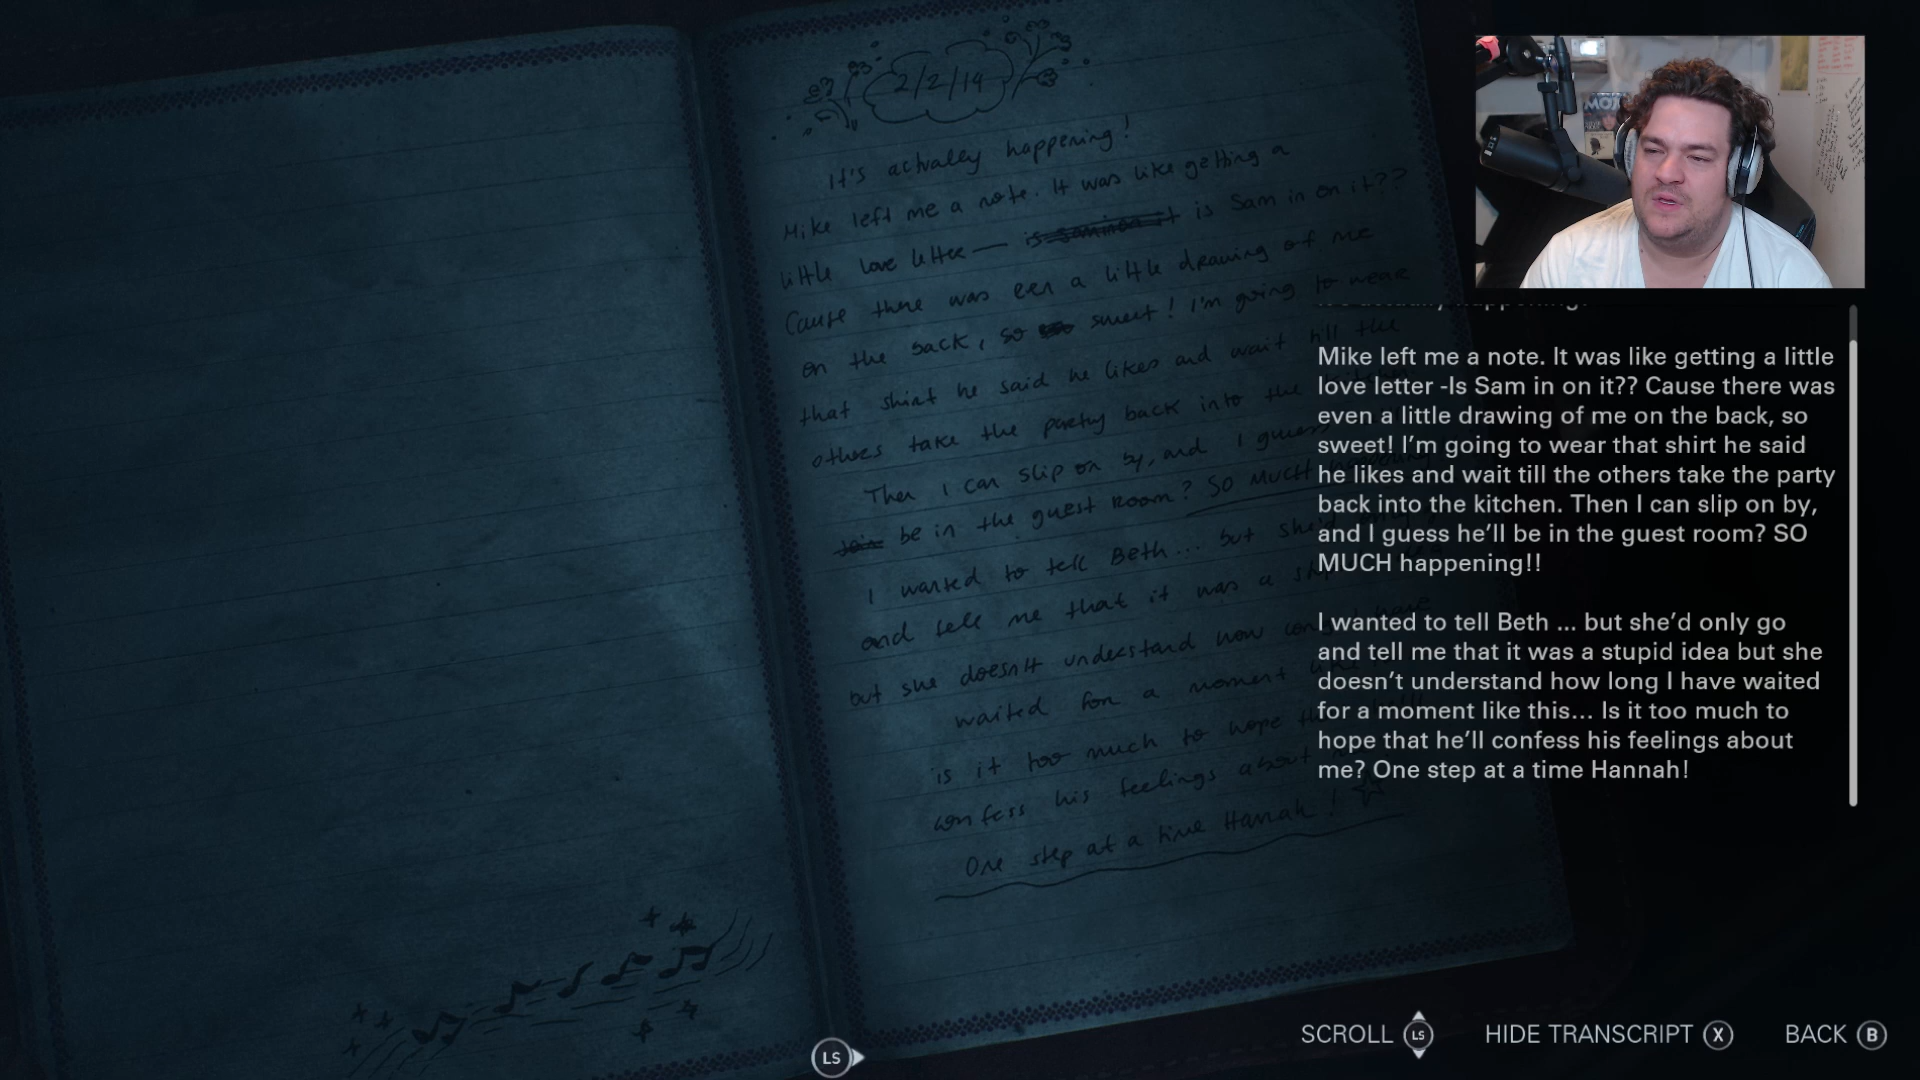 2/2/14
It's actually happening!
Mike left me a note. It was like getting a
little love letter — is Sam in on it??
Cause there was even a little drawing of me
on the back, so sweet! I'm going to wear
that shirt he said he likes and wait till the
others take the party back into the
Then I can slip on by, and I guess
be in the guest room? SO MUCH
I wanted to tell Beth... but she'd
and tell me that it was a
but she doesn't understand how long I have
waited for a moment
is it too much to hope
confess his feelings about
One step at a time Hannah!
MOX
Mike left me a note. It was like getting a little
love letter -Is Sam in on it?? Cause there was
even a little drawing of me on the back, so
sweet! I'm going to wear that shirt he said
he likes and wait till the others take the party
back into the kitchen. Then I can slip on by,
and I guess he'll be in the guest room? SO
MUCH happening!!
I wanted to tell Beth ... but she'd only go
and tell me that it was a stupid idea but she
doesn't understand how long I have waited
for a moment like this... Is it too much to
hope that he'll confess his feelings about
me? One step at a time Hannah!
LS
SCROLL LS HIDE TRANSCRIPT X BACK B